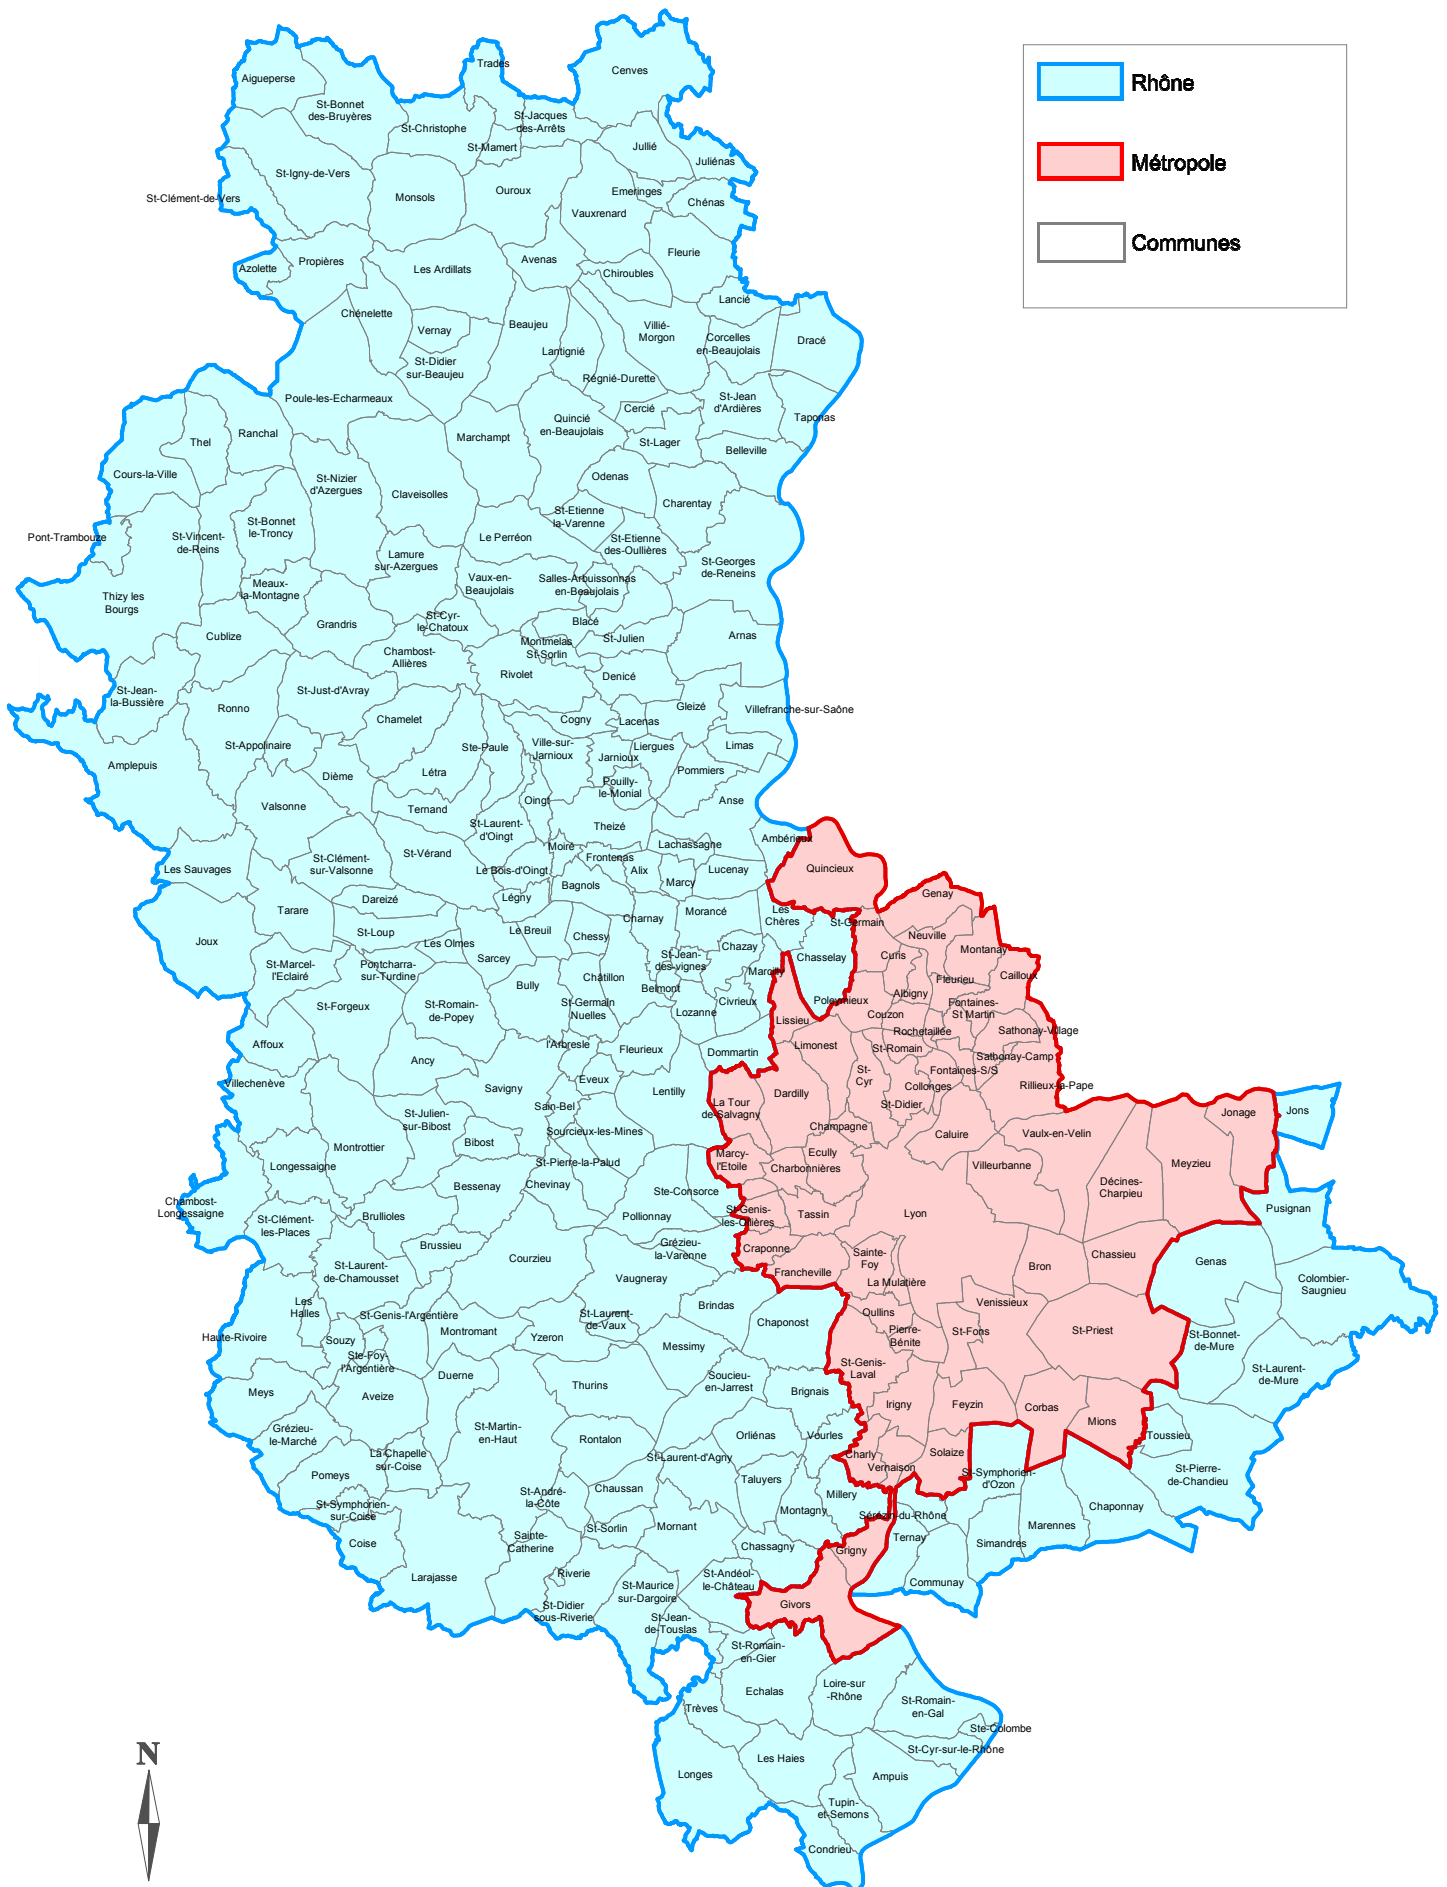 Rhône
Métropole
Communes
Trades
Cenves
Aigueperse
St-Bonnet
des-Bruyères
St-Christophe
St-Jacques
des-Arrêts
St-Mamert
Jullié
Juliénas
St-Igny-de-Vers
St-Clément-de-Vers
Monsols
Ouroux
Emeringes
Vauxrenard
Chénas
Fleurie
Azolette
Propières
Les Ardillats
Avenas
Chiroubles
Lancié
Chénelette
Vernay
Beaujeu
Villié-
Morgon
Corcelles
en-Beaujolais
Dracé
Lantignié
St-Didier
sur-Beaujeu
Régnié-Durette
Poule-les-Echarmeaux
Cercié
St-Jean
d'Ardières
Taponas
Quincié
en-Beaujolais
Thel
Ranchal
Marchampt
St-Lager
Belleville
Cours-la-Ville
St-Nizier
d'Azergues
Claveisolles
Odenas
Charentay
St-Bonnet
le-Troncy
St-Etienne
la-Varenne
Pont-Trambouze
St-Vincent-
de-Reins
Le Perréon
St-Etienne
des-Oullières
Lamure
sur-Azergues
St-Georges
de-Reneins
Vaux-en-
Beaujolais
Salles-Arbuissonnas
en-Beaujolais
Meaux-
la-Montagne
Thizy les
Bourgs
St-Cyr-
le-Chatoux
Grandris
Blacé
Cublize
Montmelas
St-Sorlin
St-Julien
Arnas
Chambost-
Allières
Rivolet
Denicé
St-Jean-
la-Bussière
St-Just-d'Avray
Ronno
Gleizé
Villefranche-sur-Saône
Chamelet
Cogny
Lacenas
St-Appolinaire
Ste-Paule
Ville-sur-
Jarnioux
Liergues
Limas
Jarnioux
Amplepuis
Dième
Létra
Pommiers
Pouilly-
le-Monial
Valsonne
Ternand
Oingt
Anse
St-Laurent-
d'Oingt
Theizé
Ambérieux
Moiré
Lachassagne
St-Vérand
St-Clément-
sur-Valsonne
Frontenas
Les Sauvages
Le Bois-d'Oingt
Alix
Lucenay
Quincieux
Marcy
Bagnols
Genay
Dareizé
Légny
Tarare
Charnay
Morancé
Les
Chères
St-Germain
St-Loup
Le Breuil
Chessy
Neuville
Joux
Les Olmes
Chazay
Montanay
Sarcey
St-Jean-
des-vignes
Chasselay
Curis
St-Marcel-
l'Eclairé
Pontcharra-
sur-Turdine
Marcilly
Cailloux
Châtillon
Fleurieu
Bully
Belmont
Albigny
St-Forgeux
St-Romain-
de-Popey
St-Germain
Nuelles
Civrieux
Poleymieux
Lozanne
Fontaines-
St Martin
Couzon
Lissieu
Rochetaillée
Sathonay-Village
Affoux
l'Arbresle
Fleurieux
Dommartin
Limonest
St-Romain
Sathonay-Camp
Ancy
Fontaines-S/S
St-
Cyr
Villechenève
Eveux
Collonges
Rillieux-la-Pape
Savigny
Lentilly
Dardilly
La Tour
de-Salvagny
St-Didier
Sain-Bel
Jonage
Jons
St-Julien-
sur-Bibost
Champagne
Sourcieux-les-Mines
Caluire
Vaulx-en-Velin
Bibost
Montrottier
Ecully
Marcy-
l'Etoile
Longessaigne
St-Pierre-la-Palud
Charbonnières
Villeurbanne
Meyzieu
Bessenay
Chevinay
Ste-Consorce
Décines-
Charpieu
Chambost-
Longessaigne
Pusignan
St-Genis-
les-Ollières
Tassin
Lyon
St-Clément-
les-Places
Brullioles
Pollionnay
Brussieu
Grézieu-
la-Varenne
Craponne
Sainte-
Foy
Chassieu
Courzieu
Genas
Bron
St-Laurent-
de-Chamousset
Francheville
Vaugneray
La Mulatière
Colombier-
Saugnieu
Les
Halles
Brindas
Venissieux
St-Genis-l'Argentière
St-Laurent-
de-Vaux
Oullins
Chaponost
Montromant
Pierre-
Bénite
St-Fons
St-Priest
Haute-Rivoire
Souzy
Yzeron
St-Bonnet-
de-Mure
Messimy
Ste-Foy-
l'Argentière
St-Genis-
Laval
St-Laurent-
de-Mure
Duerne
Soucieu-
en-Jarrest
Thurins
Meys
Aveize
Brignais
Irigny
Feyzin
Corbas
Mions
Grézieu-
le-Marché
St-Martin-
en-Haut
Orliénas
Vourles
Toussieu
Rontalon
La Chapelle
sur-Coise
St-Laurent-d'Agny
Charly
Solaize
Vernaison
Pomeys
Taluyers
St-Symphorien-
d'Ozon
St-Pierre-
de-Chandieu
St-André-
la-Côte
Chaussan
Millery
St-Symphorien-
sur-Coise
Montagny
Chaponnay
Sérézin-du-Rhône
St-Sorlin
Mornant
Marennes
Ternay
Sainte-
Catherine
Coise
Simandres
Chassagny
Grigny
Riverie
St-Andéol-
le-Château
Larajasse
Communay
St-Maurice
sur-Dargoire
Givors
St-Didier
sous-Riverie
St-Jean-
de-Touslas
St-Romain-
en-Gier
Loire-sur
-Rhône
Echalas
St-Romain-
en-Gal
Trèves
Ste-Colombe
St-Cyr-sur-le-Rhône
Les Haies
Longes
Ampuis
Tupin-
et-Semons
Condrieu
N